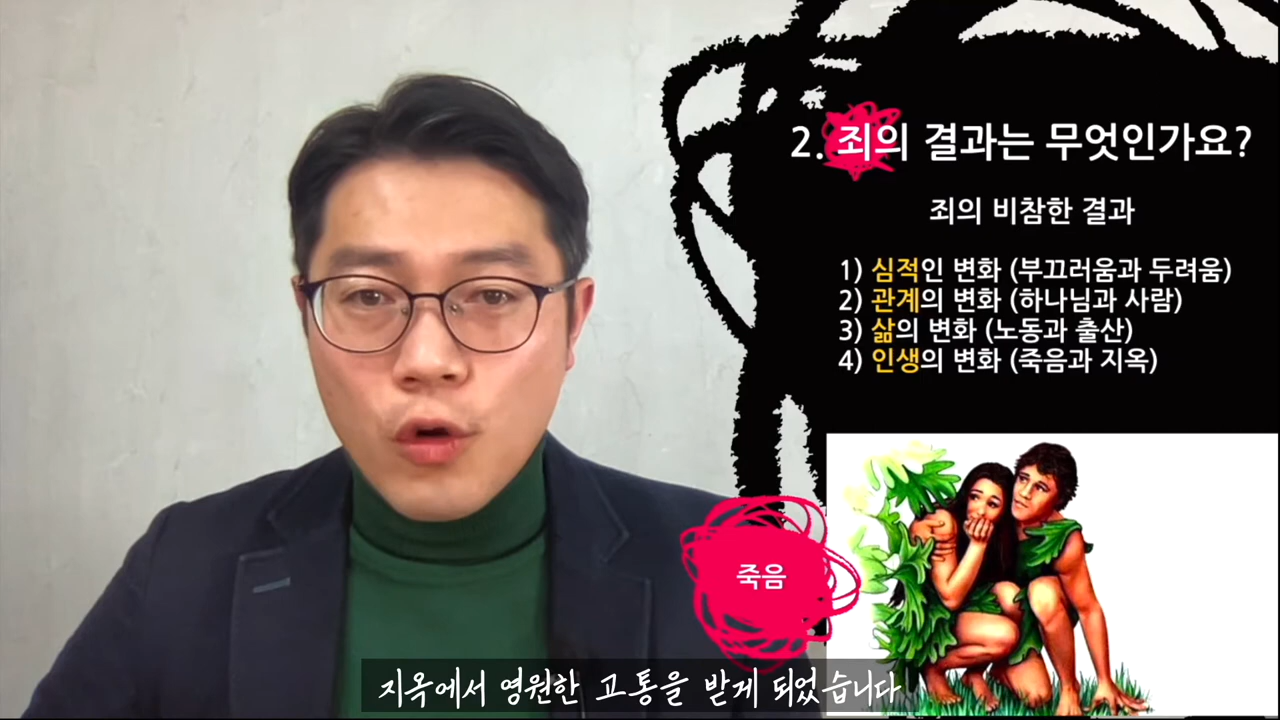 2. 죄의 결과는 무엇인가요?
죄의 비참한 결과
1) 심적인 변화 (부끄러움과 두려움)
2) 관계의 변화 (하나님과 사람)
3) 삶의 변화 (노동과 출산)
4) 인생의 변화 (죽음과 지옥)
죽음
지옥에서 영원한 고통을 받게 되었습니다